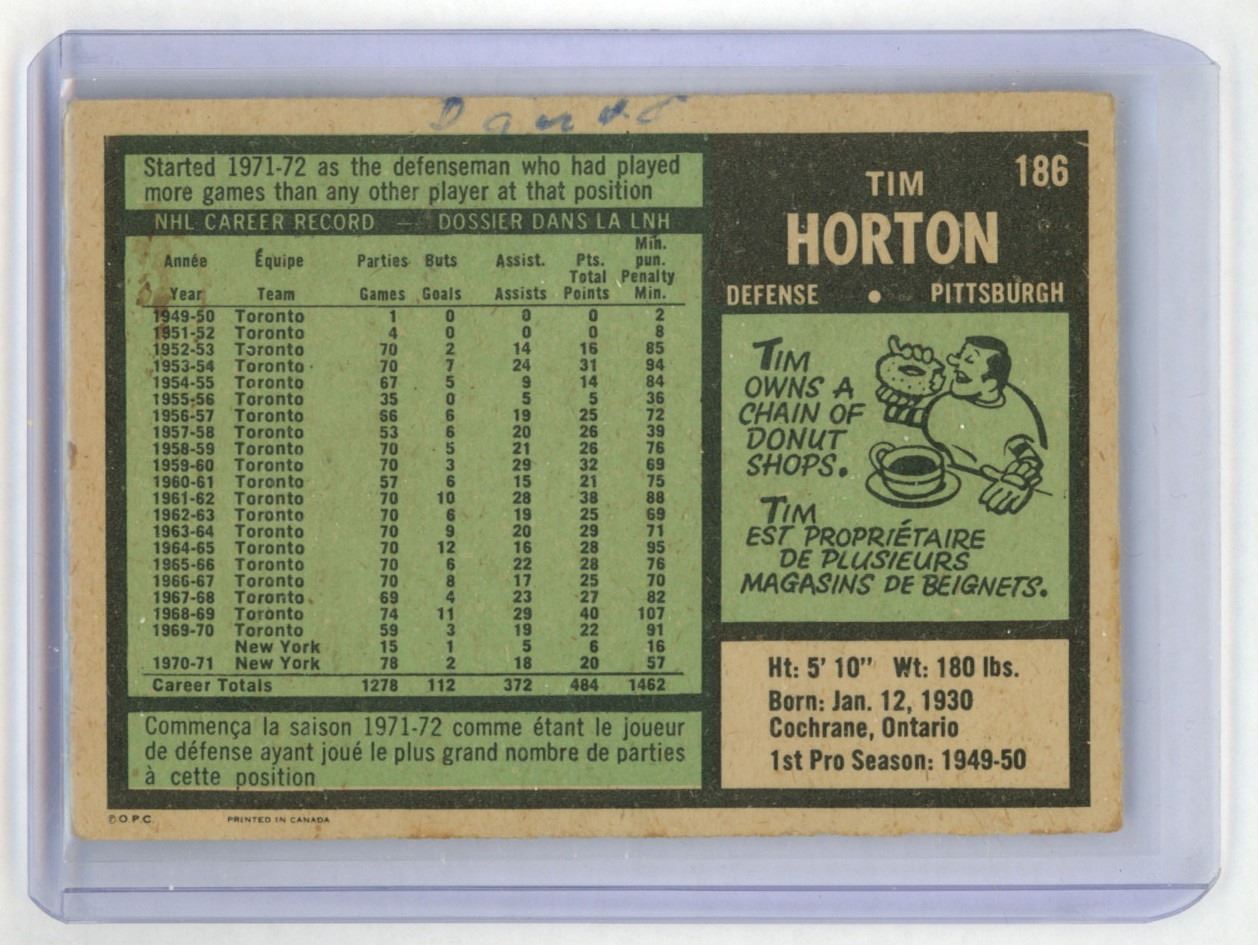 Started 1971-72 as the defenseman who had played
more games than any other player at that position
NHL CAREER RECORD — DOSSIER DANS LA LNH
Année Équipe Parties Buts Assist. Pts. Total Min. pun. Penalty
Year Team Games Goals Assists Points Min.
1949-50 Toronto 1 0 0 0 2
1951-52 Toronto 4 0 0 0 8
1952-53 Toronto 70 2 14 16 85
1953-54 Toronto 70 7 24 31 94
1954-55 Toronto 67 5 9 14 84
1955-56 Toronto 35 0 5 5 36
1956-57 Toronto 66 6 19 25 72
1957-58 Toronto 53 6 20 26 39
1958-59 Toronto 70 5 21 26 76
1959-60 Toronto 70 3 29 32 69
1960-61 Toronto 57 6 15 21 75
1961-62 Toronto 70 10 28 38 88
1962-63 Toronto 70 6 19 25 69
1963-64 Toronto 70 9 20 29 71
1964-65 Toronto 70 12 16 28 95
1965-66 Toronto 70 6 22 28 76
1966-67 Toronto 70 8 17 25 70
1967-68 Toronto 69 4 23 27 82
1968-69 Toronto 74 11 29 40 107
1969-70 Toronto 59 3 19 22 91
New York 15 1 5 6 16
1970-71 New York 78 2 18 20 57
Career Totals 1278 112 372 484 1462
Commença la saison 1971-72 comme étant le joueur
de défense ayant joué le plus grand nombre de parties
à cette position
186
TIM
HORTON
DEFENSE • PITTSBURGH
TIM
OWNS A
CHAIN OF
DONUT
SHOPS.
TIM
EST PROPRIÉTAIRE
DE PLUSIEURS
MAGASINS DE BEIGNETS.
Ht: 5' 10" Wt: 180 lbs.
Born: Jan. 12, 1930
Cochrane, Ontario
1st Pro Season: 1949-50
© O.P.C. PRINTED IN CANADA